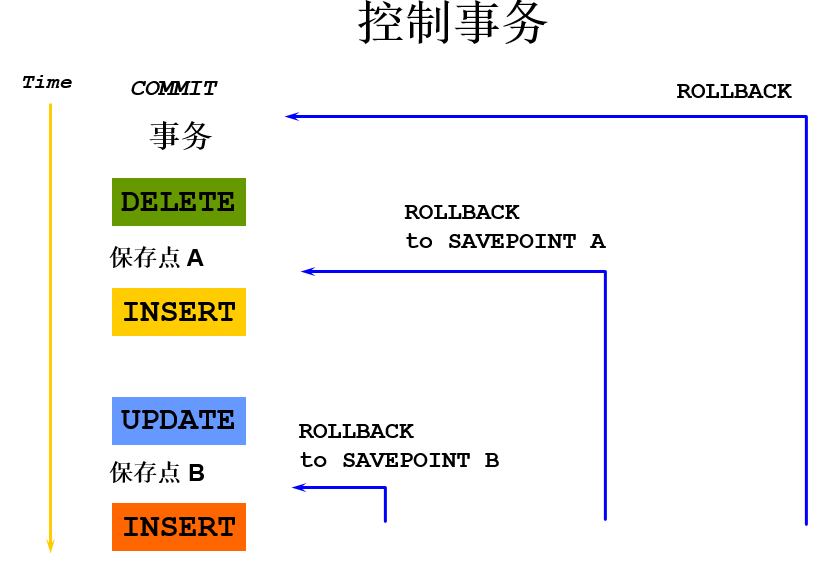 控制事务
Time
COMMIT
ROLLBACK
事务
DELETE
ROLLBACK
to SAVEPOINT A
保存点 A
INSERT
UPDATE
ROLLBACK
to SAVEPOINT B
保存点 B
INSERT